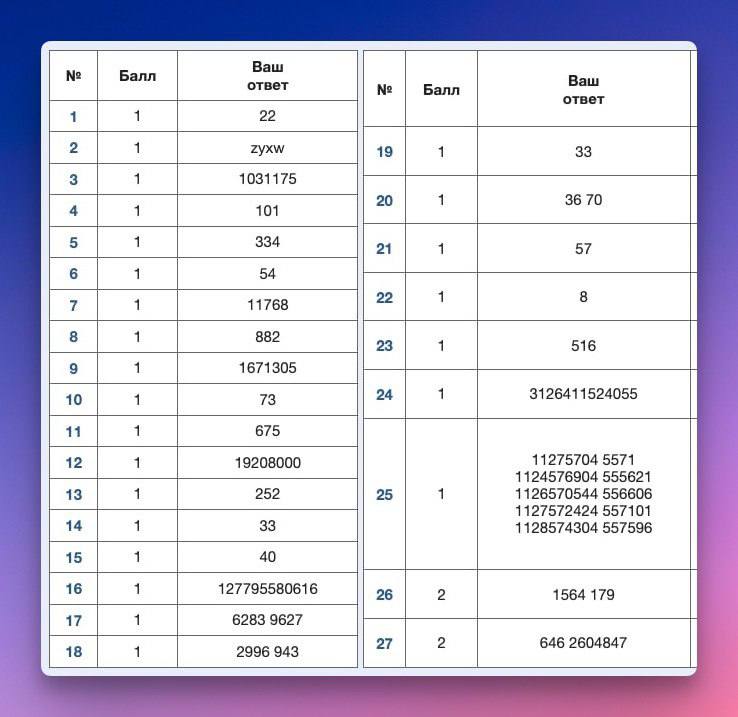 № Балл Ваш
ответ
1 1 22
2 1 zyxw
3 1 1031175
4 1 101
5 1 334
6 1 54
7 1 11768
8 1 882
9 1 1671305
10 1 73
11 1 675
12 1 19208000
13 1 252
14 1 33
15 1 40
16 1 127795580616
17 1 6283 9627
18 1 2996 943
№ Балл Ваш
ответ
19 1 33
20 1 36 70
21 1 57
22 1 8
23 1 516
24 1 3126411524055
25 1 11275704 5571
1124576904 555621
1126570544 556606
1127572424 557101
1128574304 557596
26 2 1564 179
27 2 646 2604847